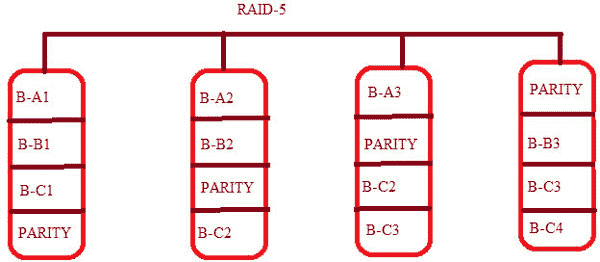 RAID-5
B-A1
B-B1
B-C1
PARITY
B-A2
B-B2
PARITY
B-C2
B-A3
PARITY
B-C2
B-C3
PARITY
B-B3
B-C3
B-C4